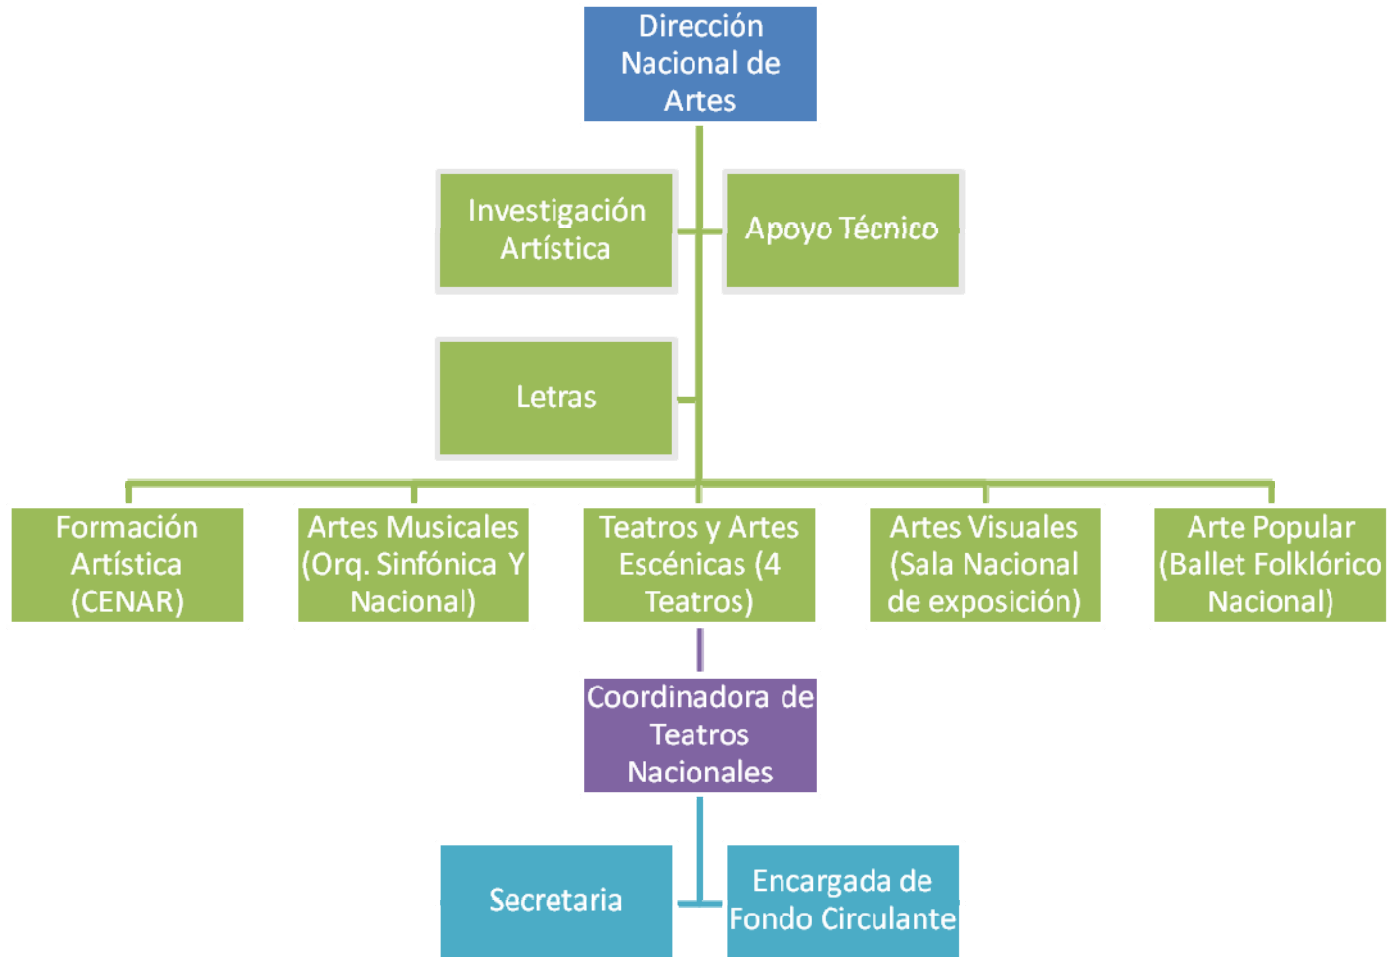 Dirección
Nacional de
Artes
Investigación
Artística
Apoyo Técnico
Letras
Formación
Artística
(CENAR)
Artes Musicales
(Orq. Sinfónica Y
Nacional)
Teatros y Artes
Escénicas (4
Teatros)
Artes Visuales
(Sala Nacional
de exposición)
Arte Popular
(Ballet Folklórico
Nacional)
Coordinadora de
Teatros
Nacionales
Secretaria
Encargada de
Fondo Circulante